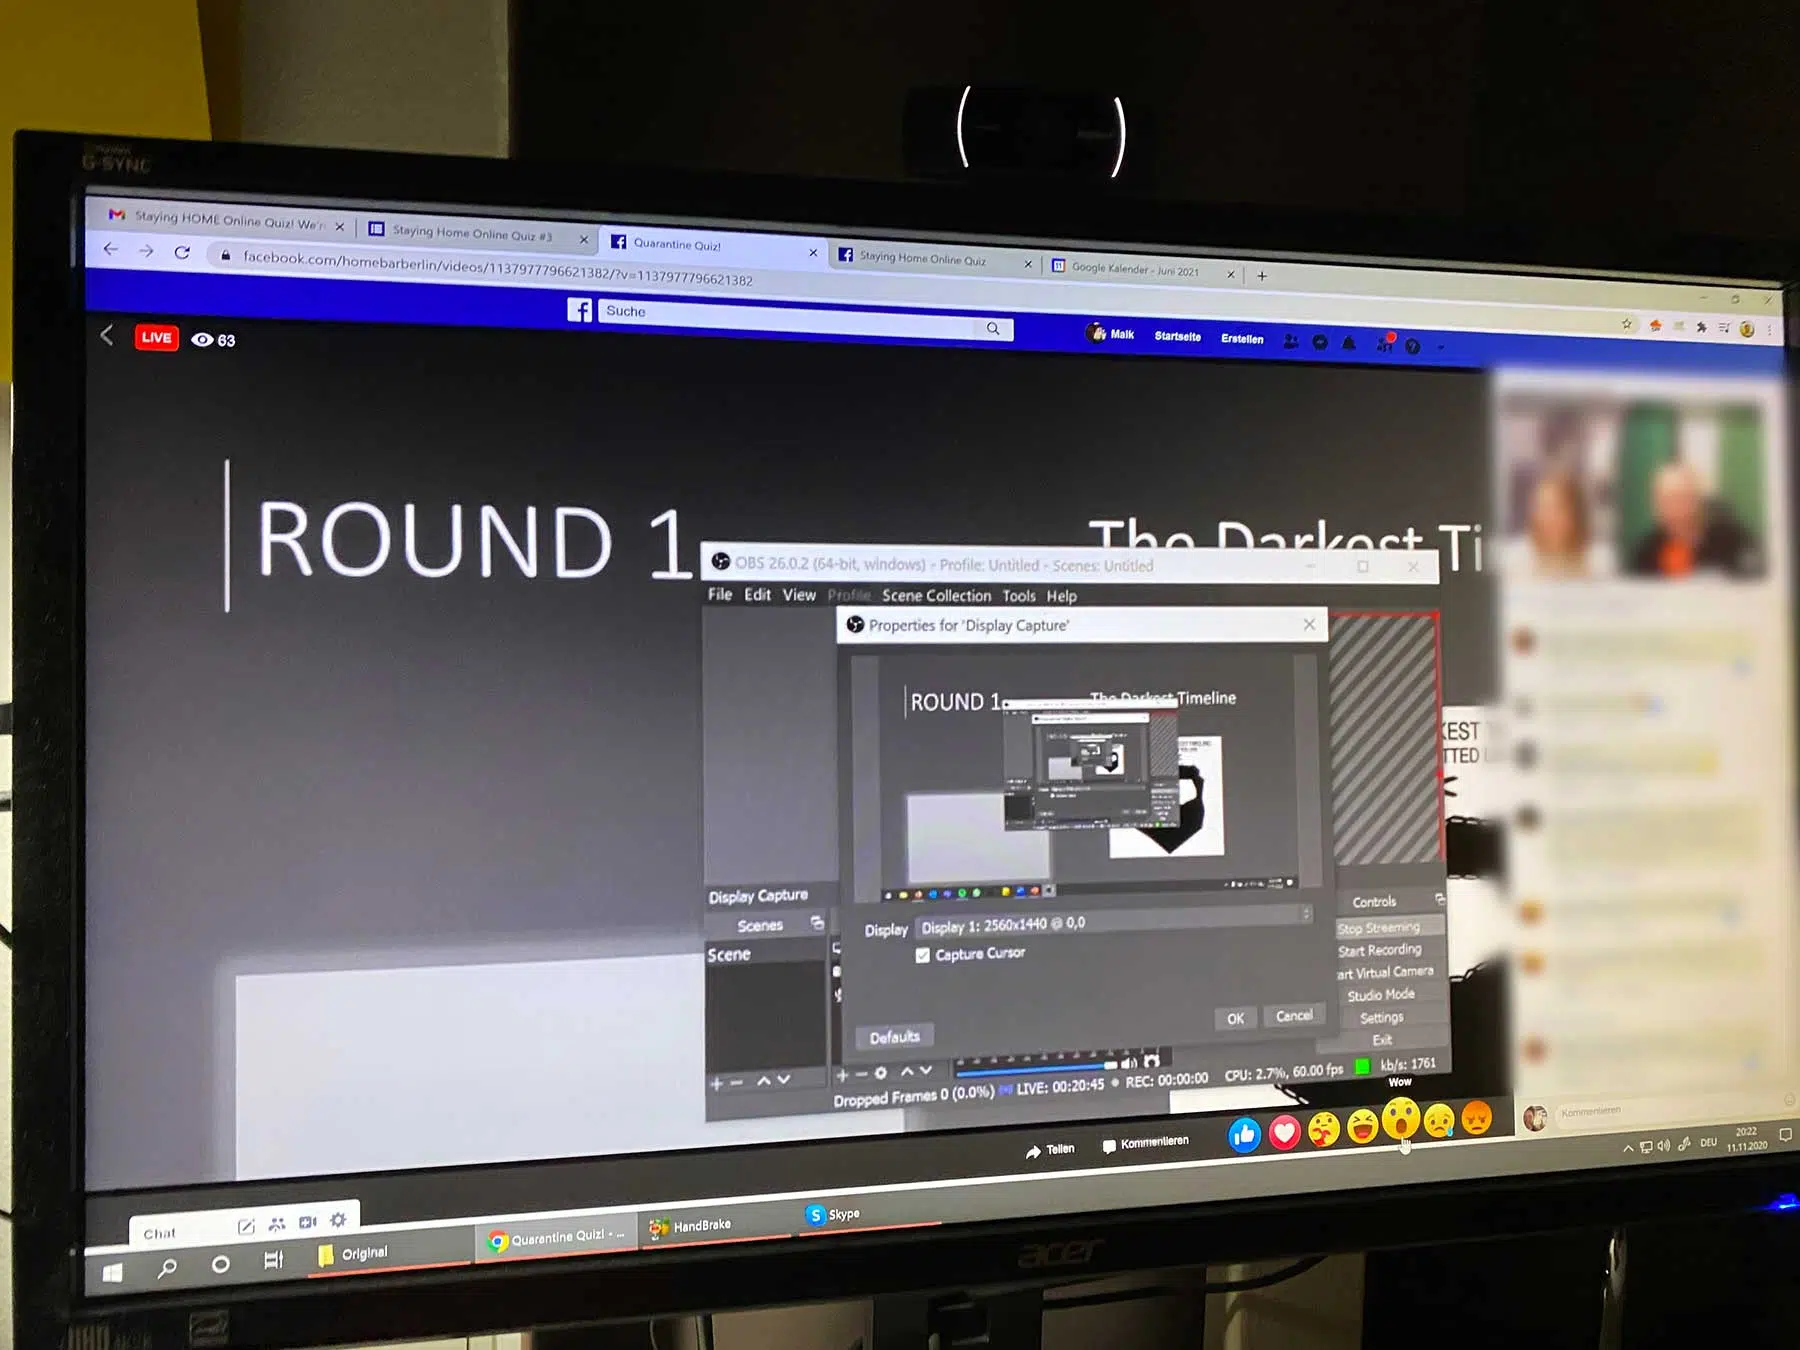 G-SYNC
Staying HOME Online Quiz! We'r
Staying Home Online Quiz #3
Quarantine Quiz!
Staying Home Online Quiz
Google Kalender - Juni 2021
facebook.com/homebarberlin/videos/1137977796621382/?v=1137977796621382
Suche
Maik
Startseite
Erstellen
LIVE
63
ROUND 1
The Darkest Ti
OBS 26.0.2 (64-bit, windows) - Profile: Untitled - Scenes: Untitled
File Edit View Profile Scene Collection Tools Help
Properties for 'Display Capture'
ROUND 1
The Darkest Timeline
KEST
TTED
Display Capture
Scenes
Scene
Display
Display 1: 2560x1440 @ 0,0
Capture Cursor
Defaults
OK
Cancel
Controls
Stop Streaming
Start Recording
art Virtual Camera
Studio Mode
Settings
Exit
Dropped Frames 0 (0.0%) LIVE: 00:20:45 REC: 00:00:00 CPU: 2.7%, 60.00 fps kb/s: 1761
Wow
Teilen
Kommentieren
Kommentieren
Chat
DEU
20:22
11.11.2020
Original
Quarantine Quiz! - ...
HandBrake
Skype
acer